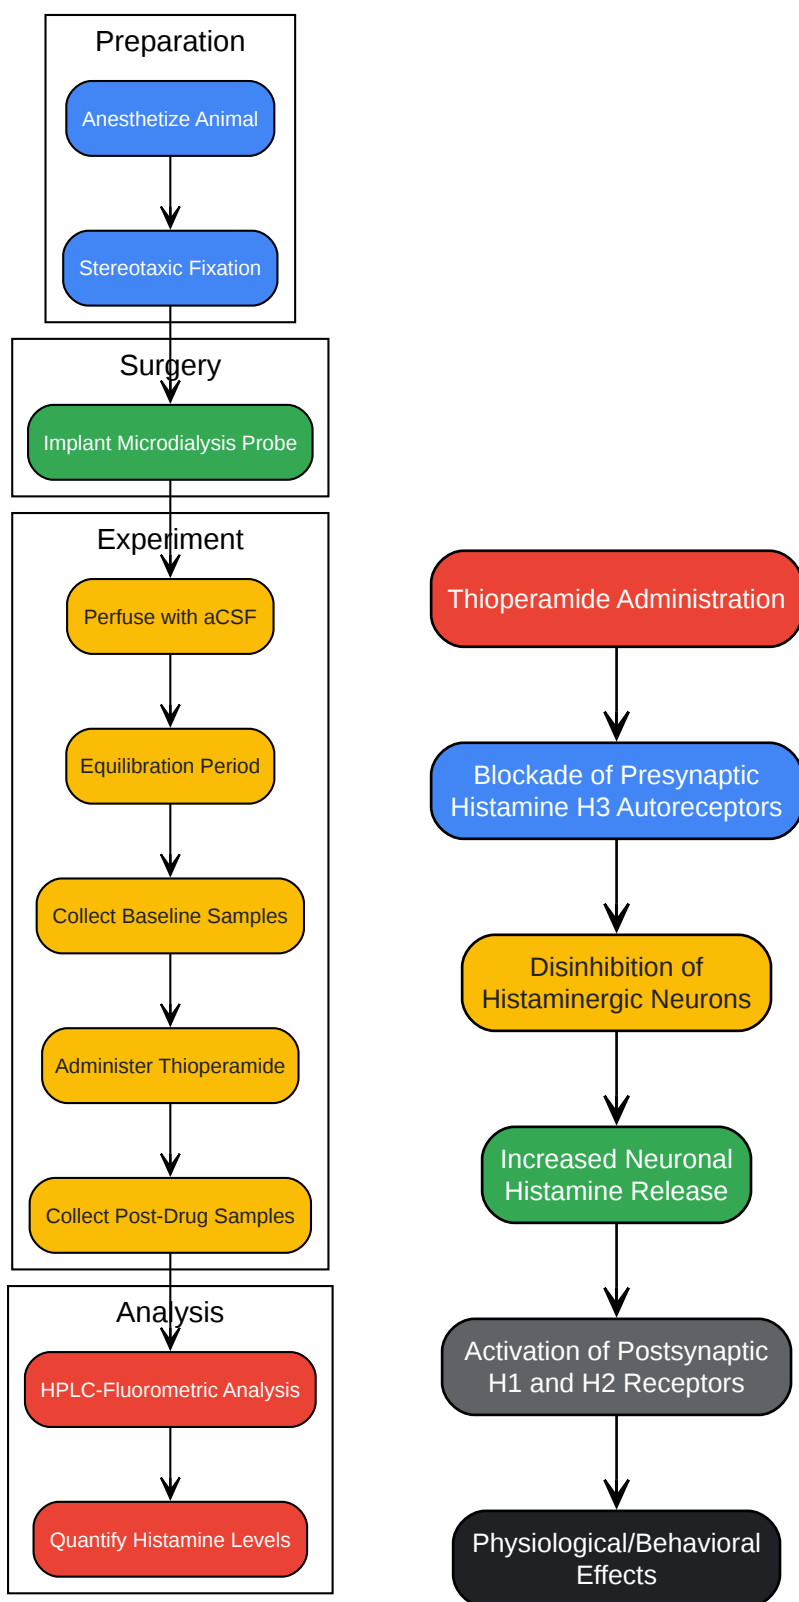 Preparation
Anesthetize Animal
Stereotaxic Fixation
Surgery
Implant Microdialysis Probe
Experiment
Perfuse with aCSF
Equilibration Period
Collect Baseline Samples
Administer Thioperamide
Collect Post-Drug Samples
Analysis
HPLC-Fluorometric Analysis
Quantify Histamine Levels
Thioperamide Administration
Blockade of Presynaptic
Histamine H3 Autoreceptors
Disinhibition of
Histaminergic Neurons
Increased Neuronal
Histamine Release
Activation of Postsynaptic
H1 and H2 Receptors
Physiological/Behavioral
Effects